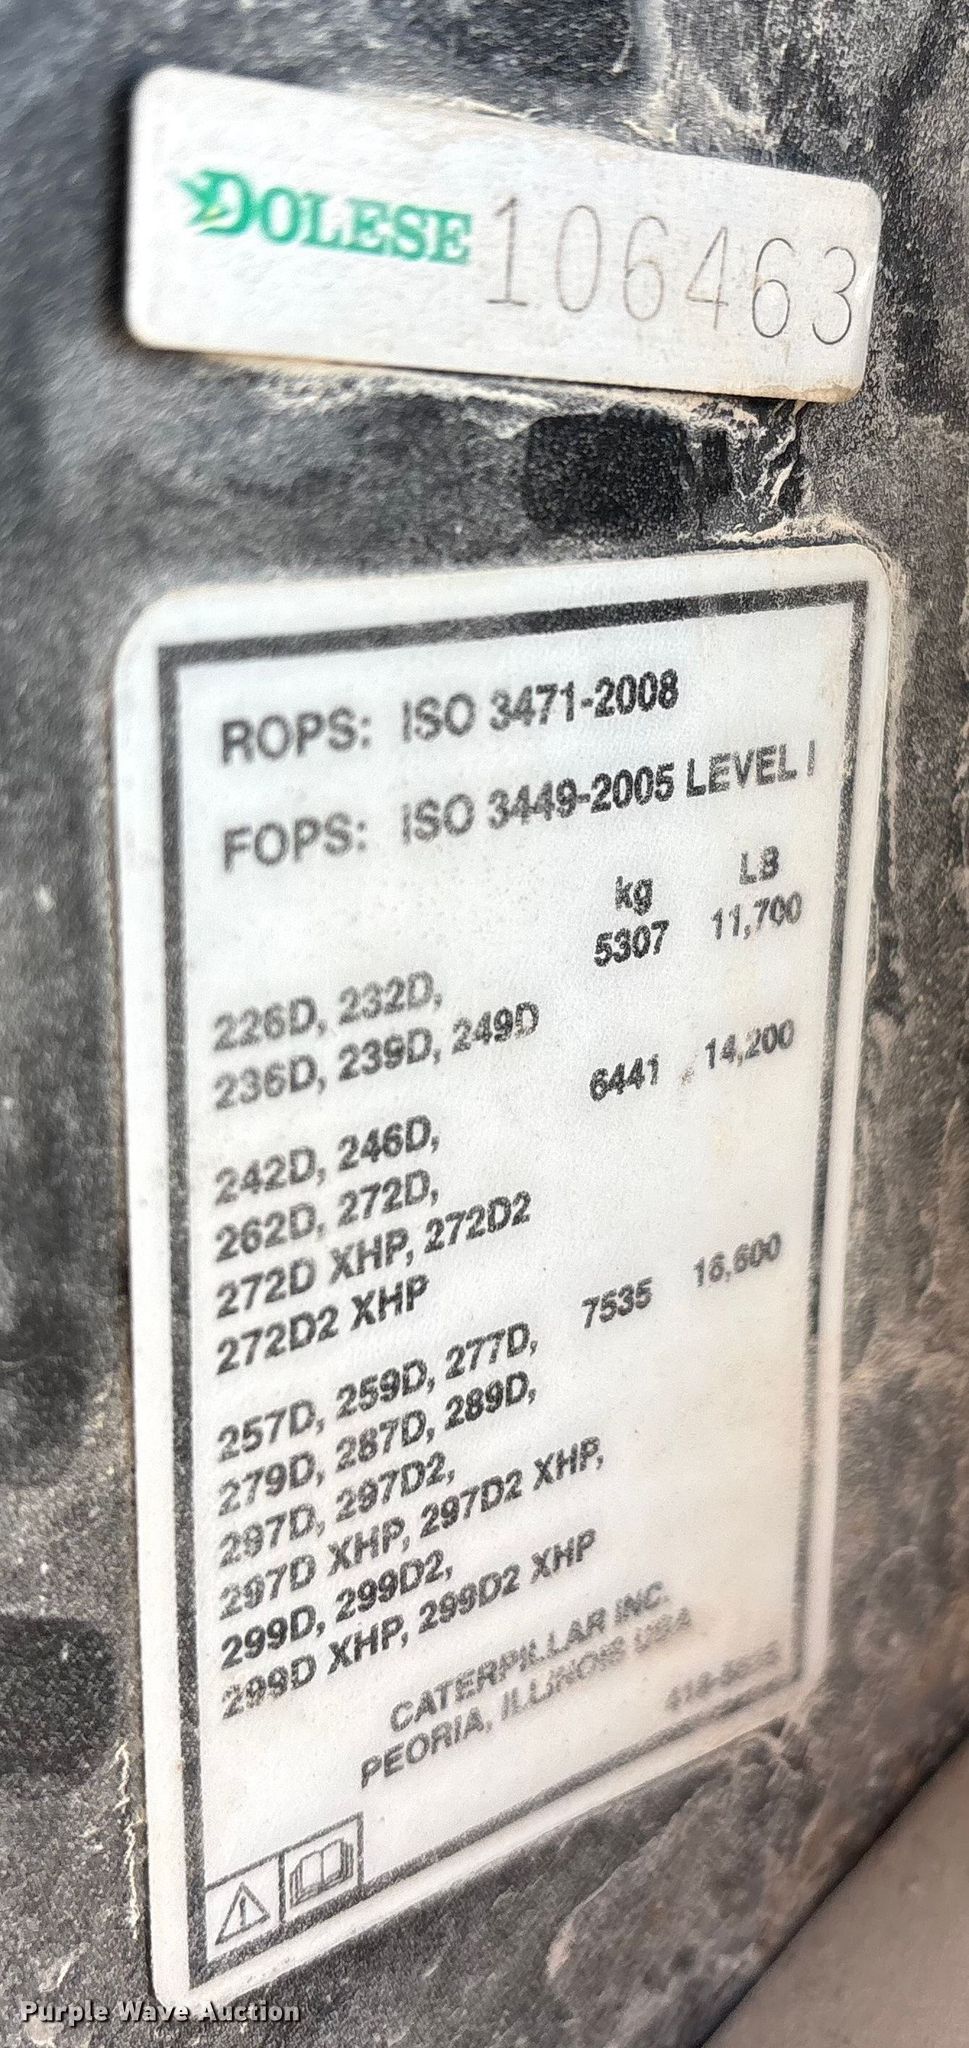 DOLESE 106463
ROPS: ISO 3471-2008
FOPS: ISO 3449-2005 LEVEL I
kg LB
5307 11,700
226D, 232D,
236D, 239D, 249D
6441 14,200
242D, 246D,
262D, 272D,
272D XHP, 272D2
272D2 XHP
7535 16,600
257D, 259D, 277D,
279D, 287D, 289D,
297D, 297D2,
297D XHP, 297D2 XHP,
299D, 299D2,
299D XHP, 299D2 XHP
CATERPILLAR INC.
PEORIA, ILLINOIS USA
Purple Wave Auction